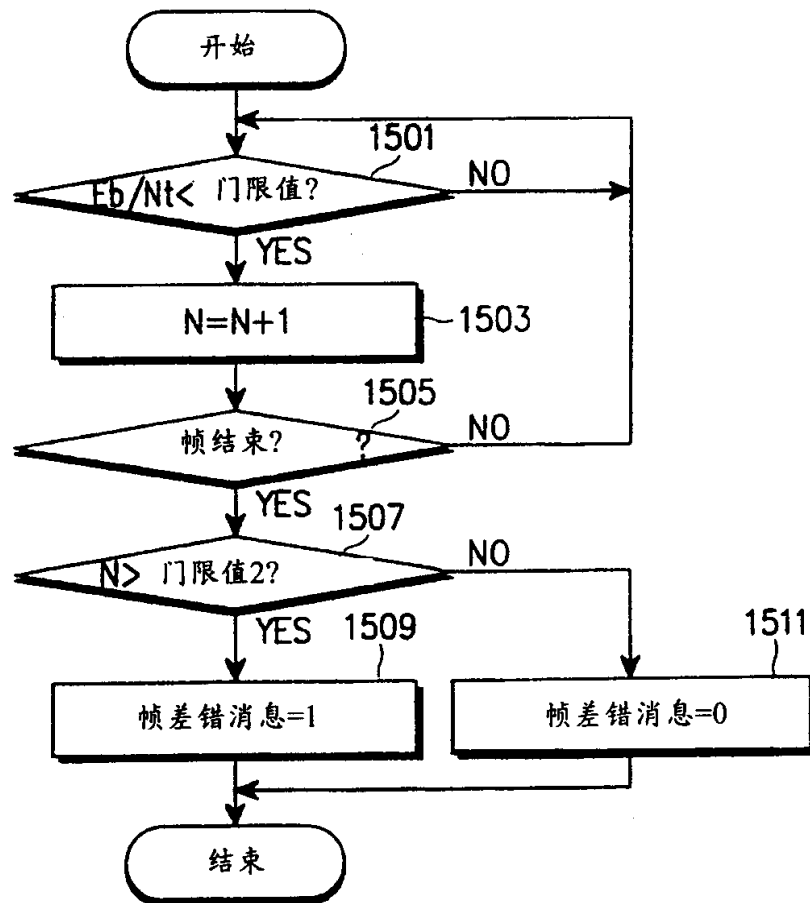 开始
1501
Eb/Nt< 门限值?
NO
YES
N=N+1
1503
1505
帧结束? ?
NO
YES
1507
N> 门限值2?
NO
YES
1509
1511
帧差错消息=1
帧差错消息=0
结束